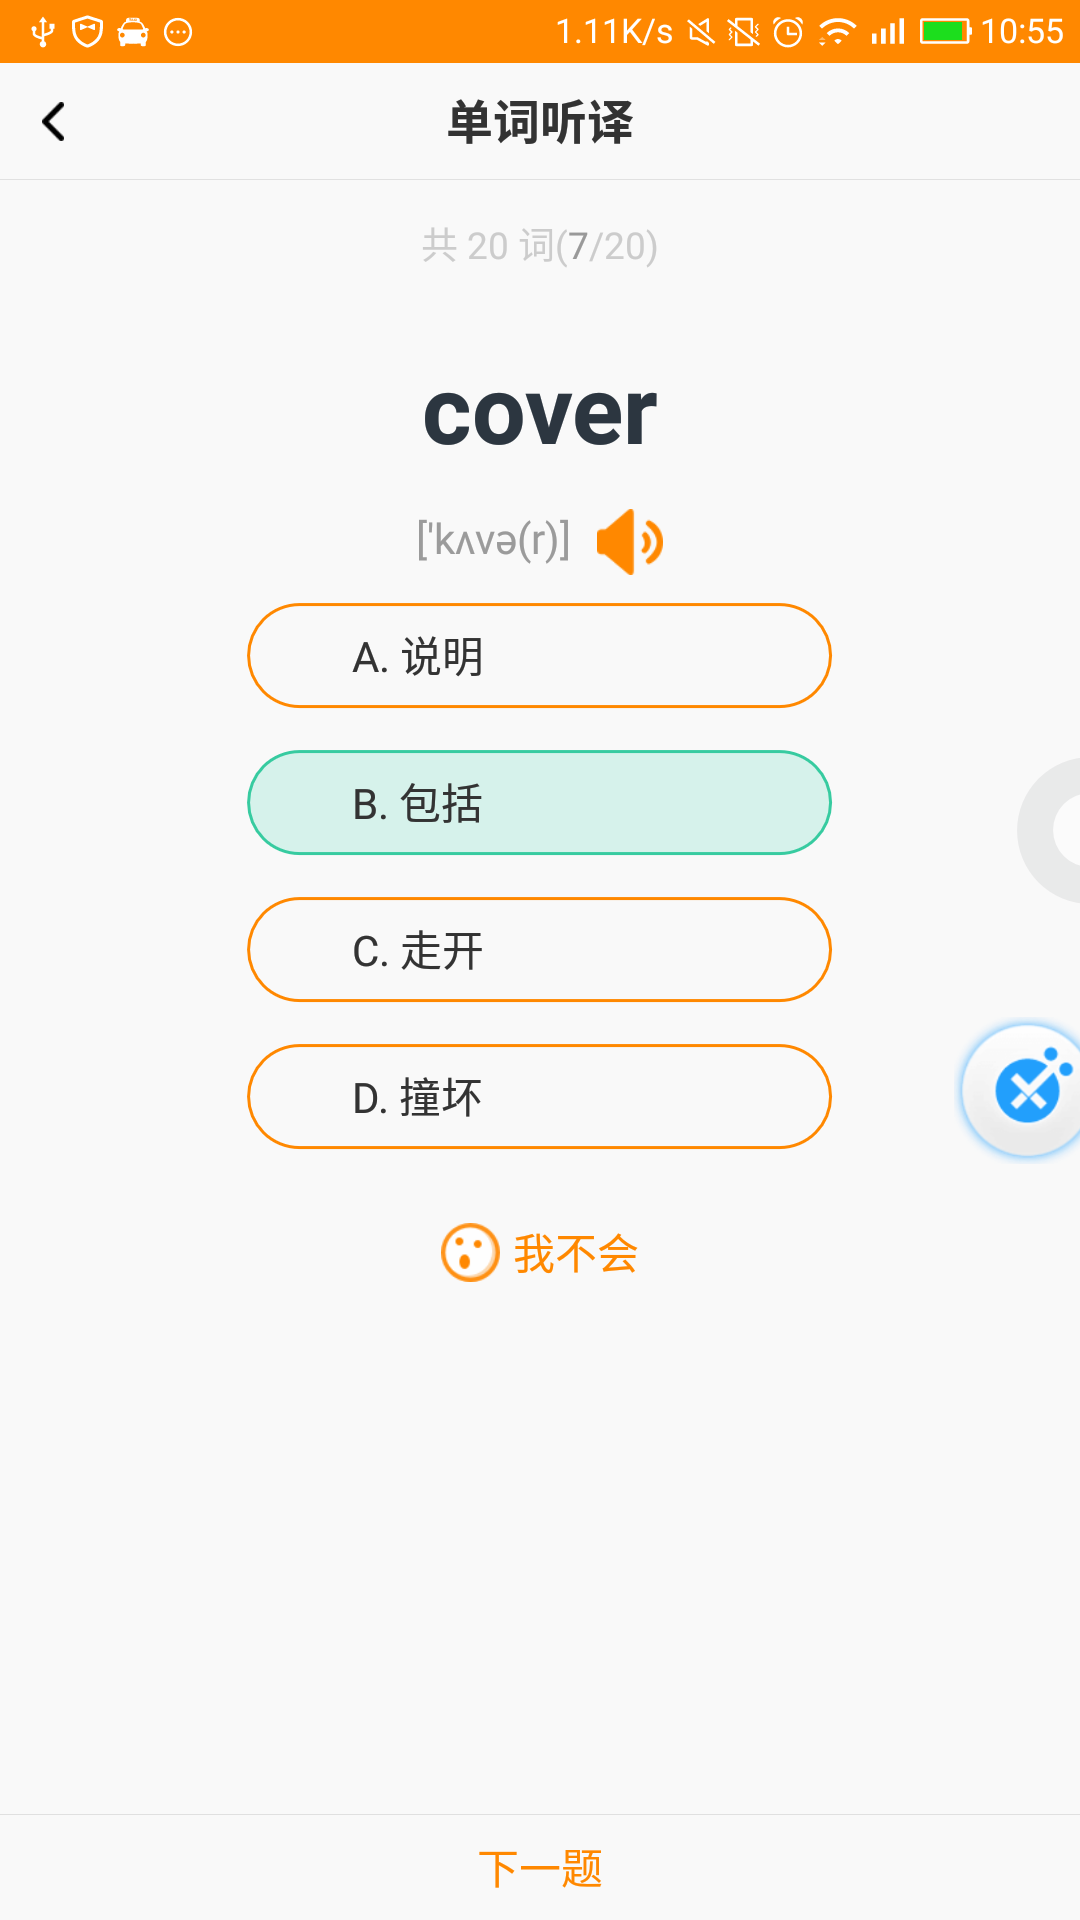 1.11K/s 10:55
单词听译
共 20 词(7/20)
cover
['kʌvə(r)]
A. 说明
B. 包括
C. 走开
D. 撞坏
我不会
下一题